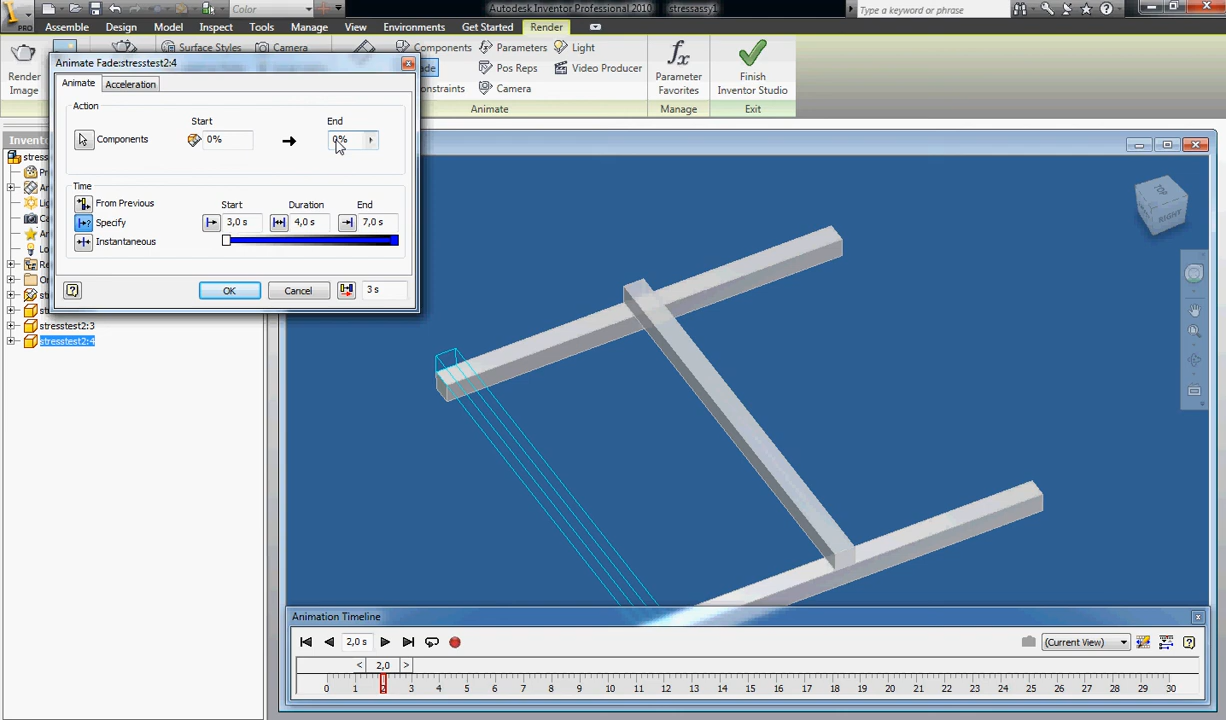 Color
Autodesk Inventor Professional 2010
stressassy1
Type a keyword or phrase
PRO
Assemble
Design
Model
Inspect
Tools
Manage
View
Environments
Get Started
Render
Surface Styles
Camera
Components
Parameters
Light
Pos Reps
Video Producer
Camera
Render
Image
Animate
Parameter
Favorites
Manage
Finish
Inventor Studio
Exit
Animate Fade:stresstest2:4
Animate
Acceleration
Action
Start
End
Components
0%
0%
Time
From Previous
Specify
Instantaneous
Start
Duration
End
3,0 s
4,0 s
7,0 s
OK
Cancel
3 s
stresstest2:3
stresstest2:4
TOP
RIGHT
Animation Timeline
2,0 s
(Current View)
< 2,0 >
0 1 2 3 4 5 6 7 8 9 10 11 12 13 14 15 16 17 18 19 20 21 22 23 24 25 26 27 28 29 30